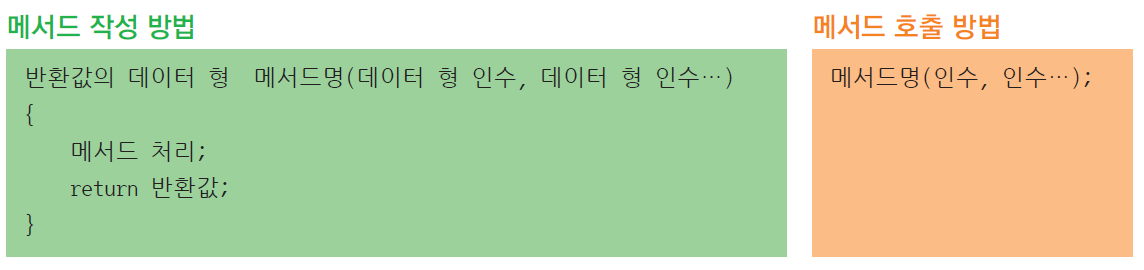 메서드 작성 방법
반환값의 데이터 형  메서드명(데이터 형 인수, 데이터 형 인수…)
{
메서드 처리;
return 반환값;
}
메서드 호출 방법
메서드명(인수, 인수…);